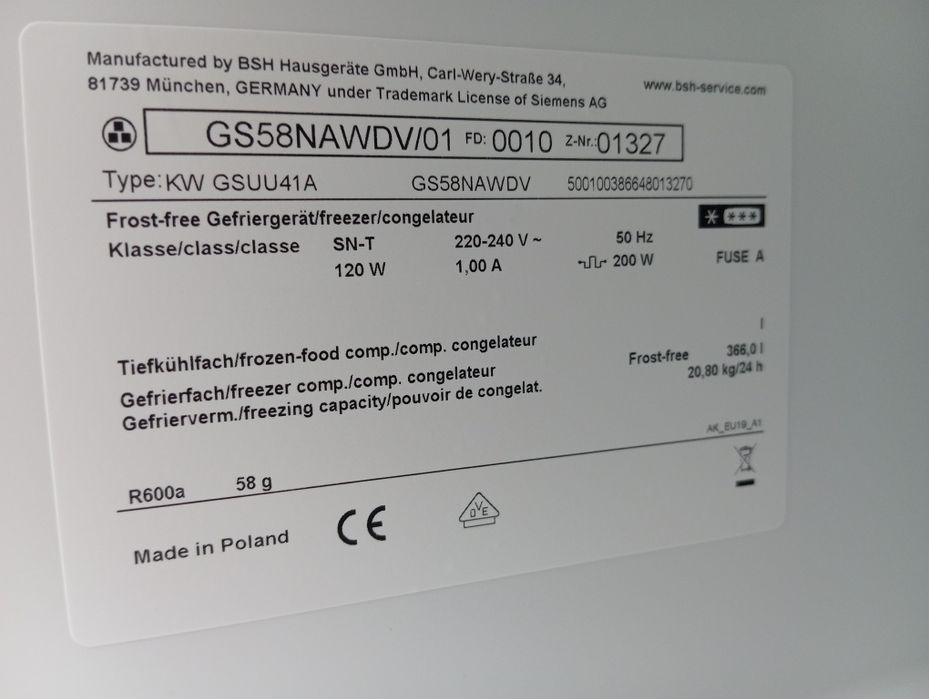 Manufactured by BSH Hausgeräte GmbH, Carl-Wery-Straße 34,
81739 München, GERMANY under Trademark License of Siemens AG
www.bsh-service.com
GS58NAWDV/01 FD: 0010 Z-Nr.:01327
Type: KW GSUU41A GS58NAWDV 500100386648013270
Frost-free Gefriergerät/freezer/congelateur
Klasse/class/classe SN-T 220-240 V ~ 50 Hz
120 W 1,00 A 200 W FUSE A
Tiefkühlfach/frozen-food comp./comp. congelateur l
Gefrierfach/freezer comp./comp. congelateur Frost-free 366,0 l
Gefrierverm./freezing capacity/pouvoir de congelat. 20,80 kg/24 h
AK_EU19_A1
R600a 58 g
Made in Poland CE
DVE